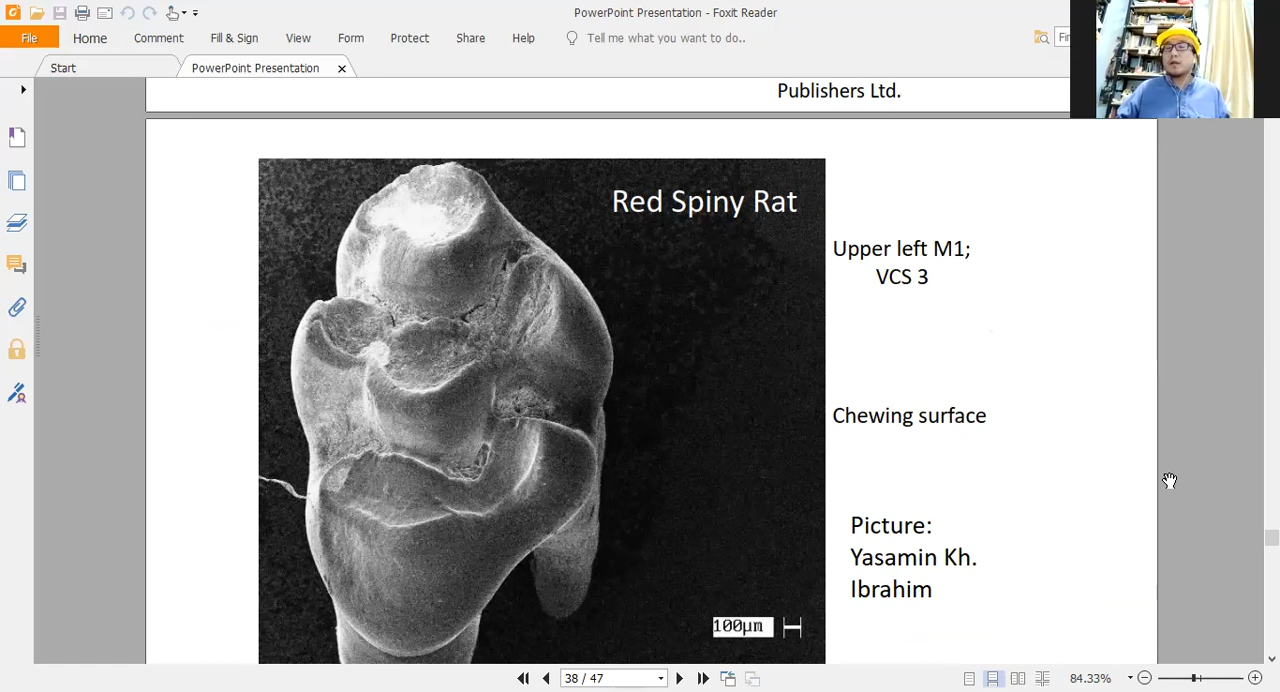 PowerPoint Presentation - Foxit Reader
File
Home
Comment
Fill & Sign
View
Form
Protect
Share
Help
Tell me what you want to do..
Start
PowerPoint Presentation
Publishers Ltd.
Red Spiny Rat
Upper left M1;
VCS 3
Chewing surface
Picture:
Yasamin Kh.
Ibrahim
100µm
38 / 47
84.33%